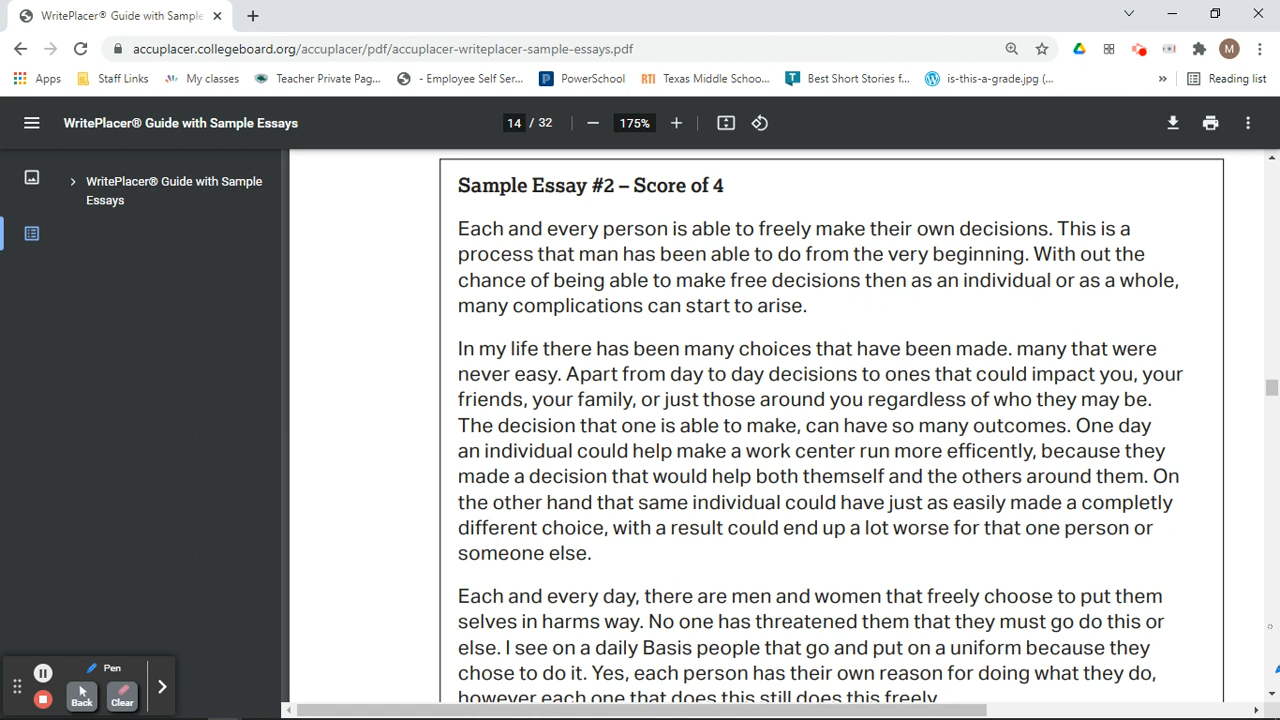 WritePlacer® Guide with Sample
accuplacer.collegeboard.org/accuplacer/pdf/accuplacer-writeplacer-sample-essays.pdf
M
Apps Staff Links My classes Teacher Private Pag... - Employee Self Ser... PowerSchool RTI Texas Middle Schoo... Best Short Stories f... is-this-a-grade.jpg (... » Reading list
WritePlacer® Guide with Sample Essays
14 / 32
175%
WritePlacer® Guide with Sample
Essays
Sample Essay #2 – Score of 4
Each and every person is able to freely make their own decisions. This is a
process that man has been able to do from the very beginning. With out the
chance of being able to make free decisions then as an individual or as a whole,
many complications can start to arise.
In my life there has been many choices that have been made. many that were
never easy. Apart from day to day decisions to ones that could impact you, your
friends, your family, or just those around you regardless of who they may be.
The decision that one is able to make, can have so many outcomes. One day
an individual could help make a work center run more efficently, because they
made a decision that would help both themself and the others around them. On
the other hand that same individual could have just as easily made a completly
different choice, with a result could end up a lot worse for that one person or
someone else.
Each and every day, there are men and women that freely choose to put them
selves in harms way. No one has threatened them that they must go do this or
else. I see on a daily Basis people that go and put on a uniform because they
chose to do it. Yes, each person has their own reason for doing what they do,
however each one that does this still does this freely.
Pen
Back Clear